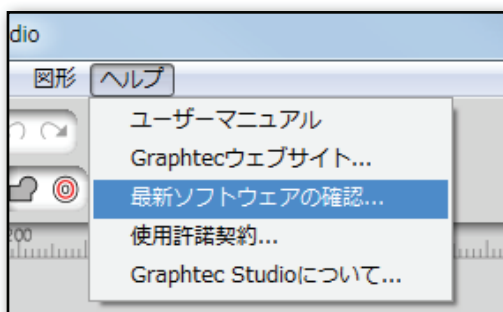 dio
図形 ヘルプ
ユーザーマニュアル
Graphtecウェブサイト...
最新ソフトウェアの確認...
200
使用許諾契約...
Graphtec Studioについて...